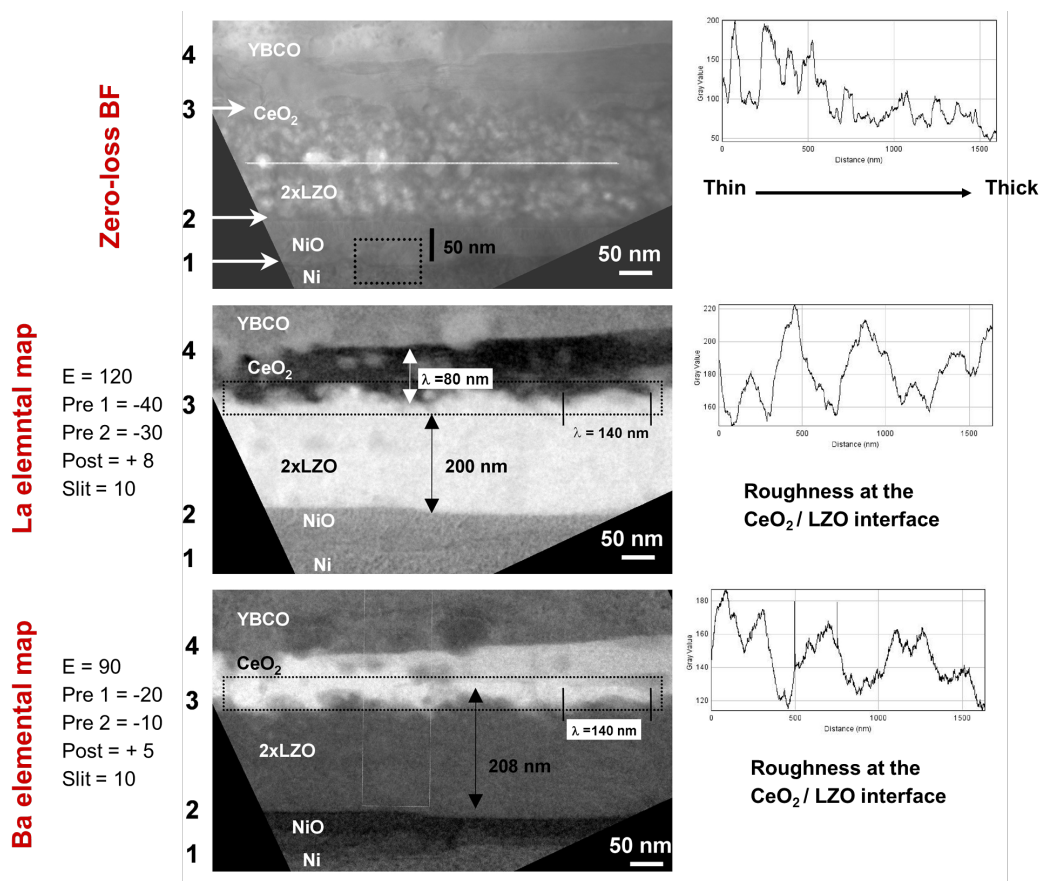 Zero-loss BF
4
3
2
1
YBCO
CeO₂
2xLZO
NiO
Ni
50 nm
50 nm
200
150
100
50
Gray Value
0
500
1000
1500
Distance (nm)
Thin
Thick
La elemntal map
E = 120
Pre 1 = -40
Pre 2 = -30
Post = + 8
Slit = 10
4
3
2
1
YBCO
CeO₂
λ =80 nm
λ = 140 nm
2xLZO
200 nm
NiO
Ni
50 nm
220
200
180
160
Gray Value
0
500
1000
1500
Distance (nm)
Roughness at the
CeO₂ / LZO interface
Ba elemental map
E = 90
Pre 1 = -20
Pre 2 = -10
Post = + 5
Slit = 10
4
3
2
1
YBCO
CeO₂
λ =140 nm
2xLZO
208 nm
NiO
Ni
50 nm
180
160
140
120
Gray Value
0
500
1000
1500
Distance (nm)
Roughness at the
CeO₂ / LZO interface